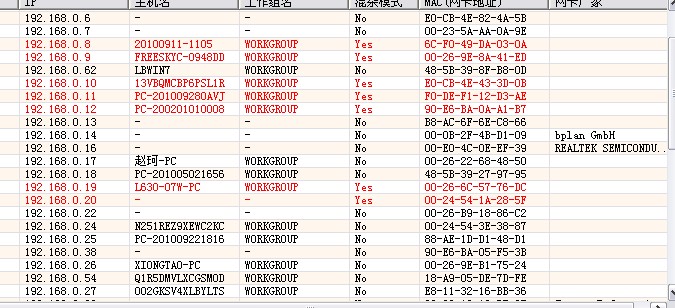 IP 主机名 工作组名 混杂模式 MAC(网卡地址) 网卡厂家
192.168.0.6 - - No E0-CB-4E-82-4A-5B
192.168.0.7 - - No 00-23-5A-AA-0A-9E
192.168.0.8 20100911-1105 WORKGROUP Yes 6C-F0-49-DA-03-0A
192.168.0.9 FREESKYC-0948DD WORKGROUP Yes 00-26-9E-8A-41-ED
192.168.0.62 LBWIN7 WORKGROUP No 48-5B-39-8F-B8-0D
192.168.0.10 13VBQMCBP6PSL1R WORKGROUP Yes E0-CB-4E-43-3D-0B
192.168.0.11 PC-201009280AVJ WORKGROUP Yes F0-DE-F1-12-D3-AE
192.168.0.12 PC-200201010008 WORKGROUP Yes 90-E6-BA-0A-A1-B7
192.168.0.13 - - No B8-AC-6F-6E-C8-66
192.168.0.14 - - No 00-0B-2F-4B-D1-09 bplan GmbH
192.168.0.16 - - No 00-E0-4C-0E-EF-39 REALTEK SEMICONDU..
192.168.0.17 赵珂-PC WORKGROUP No 00-26-22-68-48-50
192.168.0.18 PC-201005021656 WORKGROUP No 48-5B-39-27-97-95
192.168.0.19 L630-07W-PC WORKGROUP Yes 00-26-6C-57-76-DC
192.168.0.20 - - Yes 00-24-54-1A-28-5F
192.168.0.22 - - No 00-26-B9-18-86-C2
192.168.0.24 N251REZ9XEWC2KC WORKGROUP No 00-24-54-3E-38-87
192.168.0.25 PC-201009221816 WORKGROUP No 88-AE-1D-D1-48-D1
192.168.0.38 - - No 90-E6-BA-05-F5-3B
192.168.0.26 XIONGTAO-PC WORKGROUP No 00-26-9E-B1-75-24
192.168.0.54 Q1R5DMVLXCGSMOD WORKGROUP No 18-A9-05-DE-7D-FE
192.168.0.27 002GKSV4XLBYLTS WORKGROUP No E8-11-32-16-BB-36